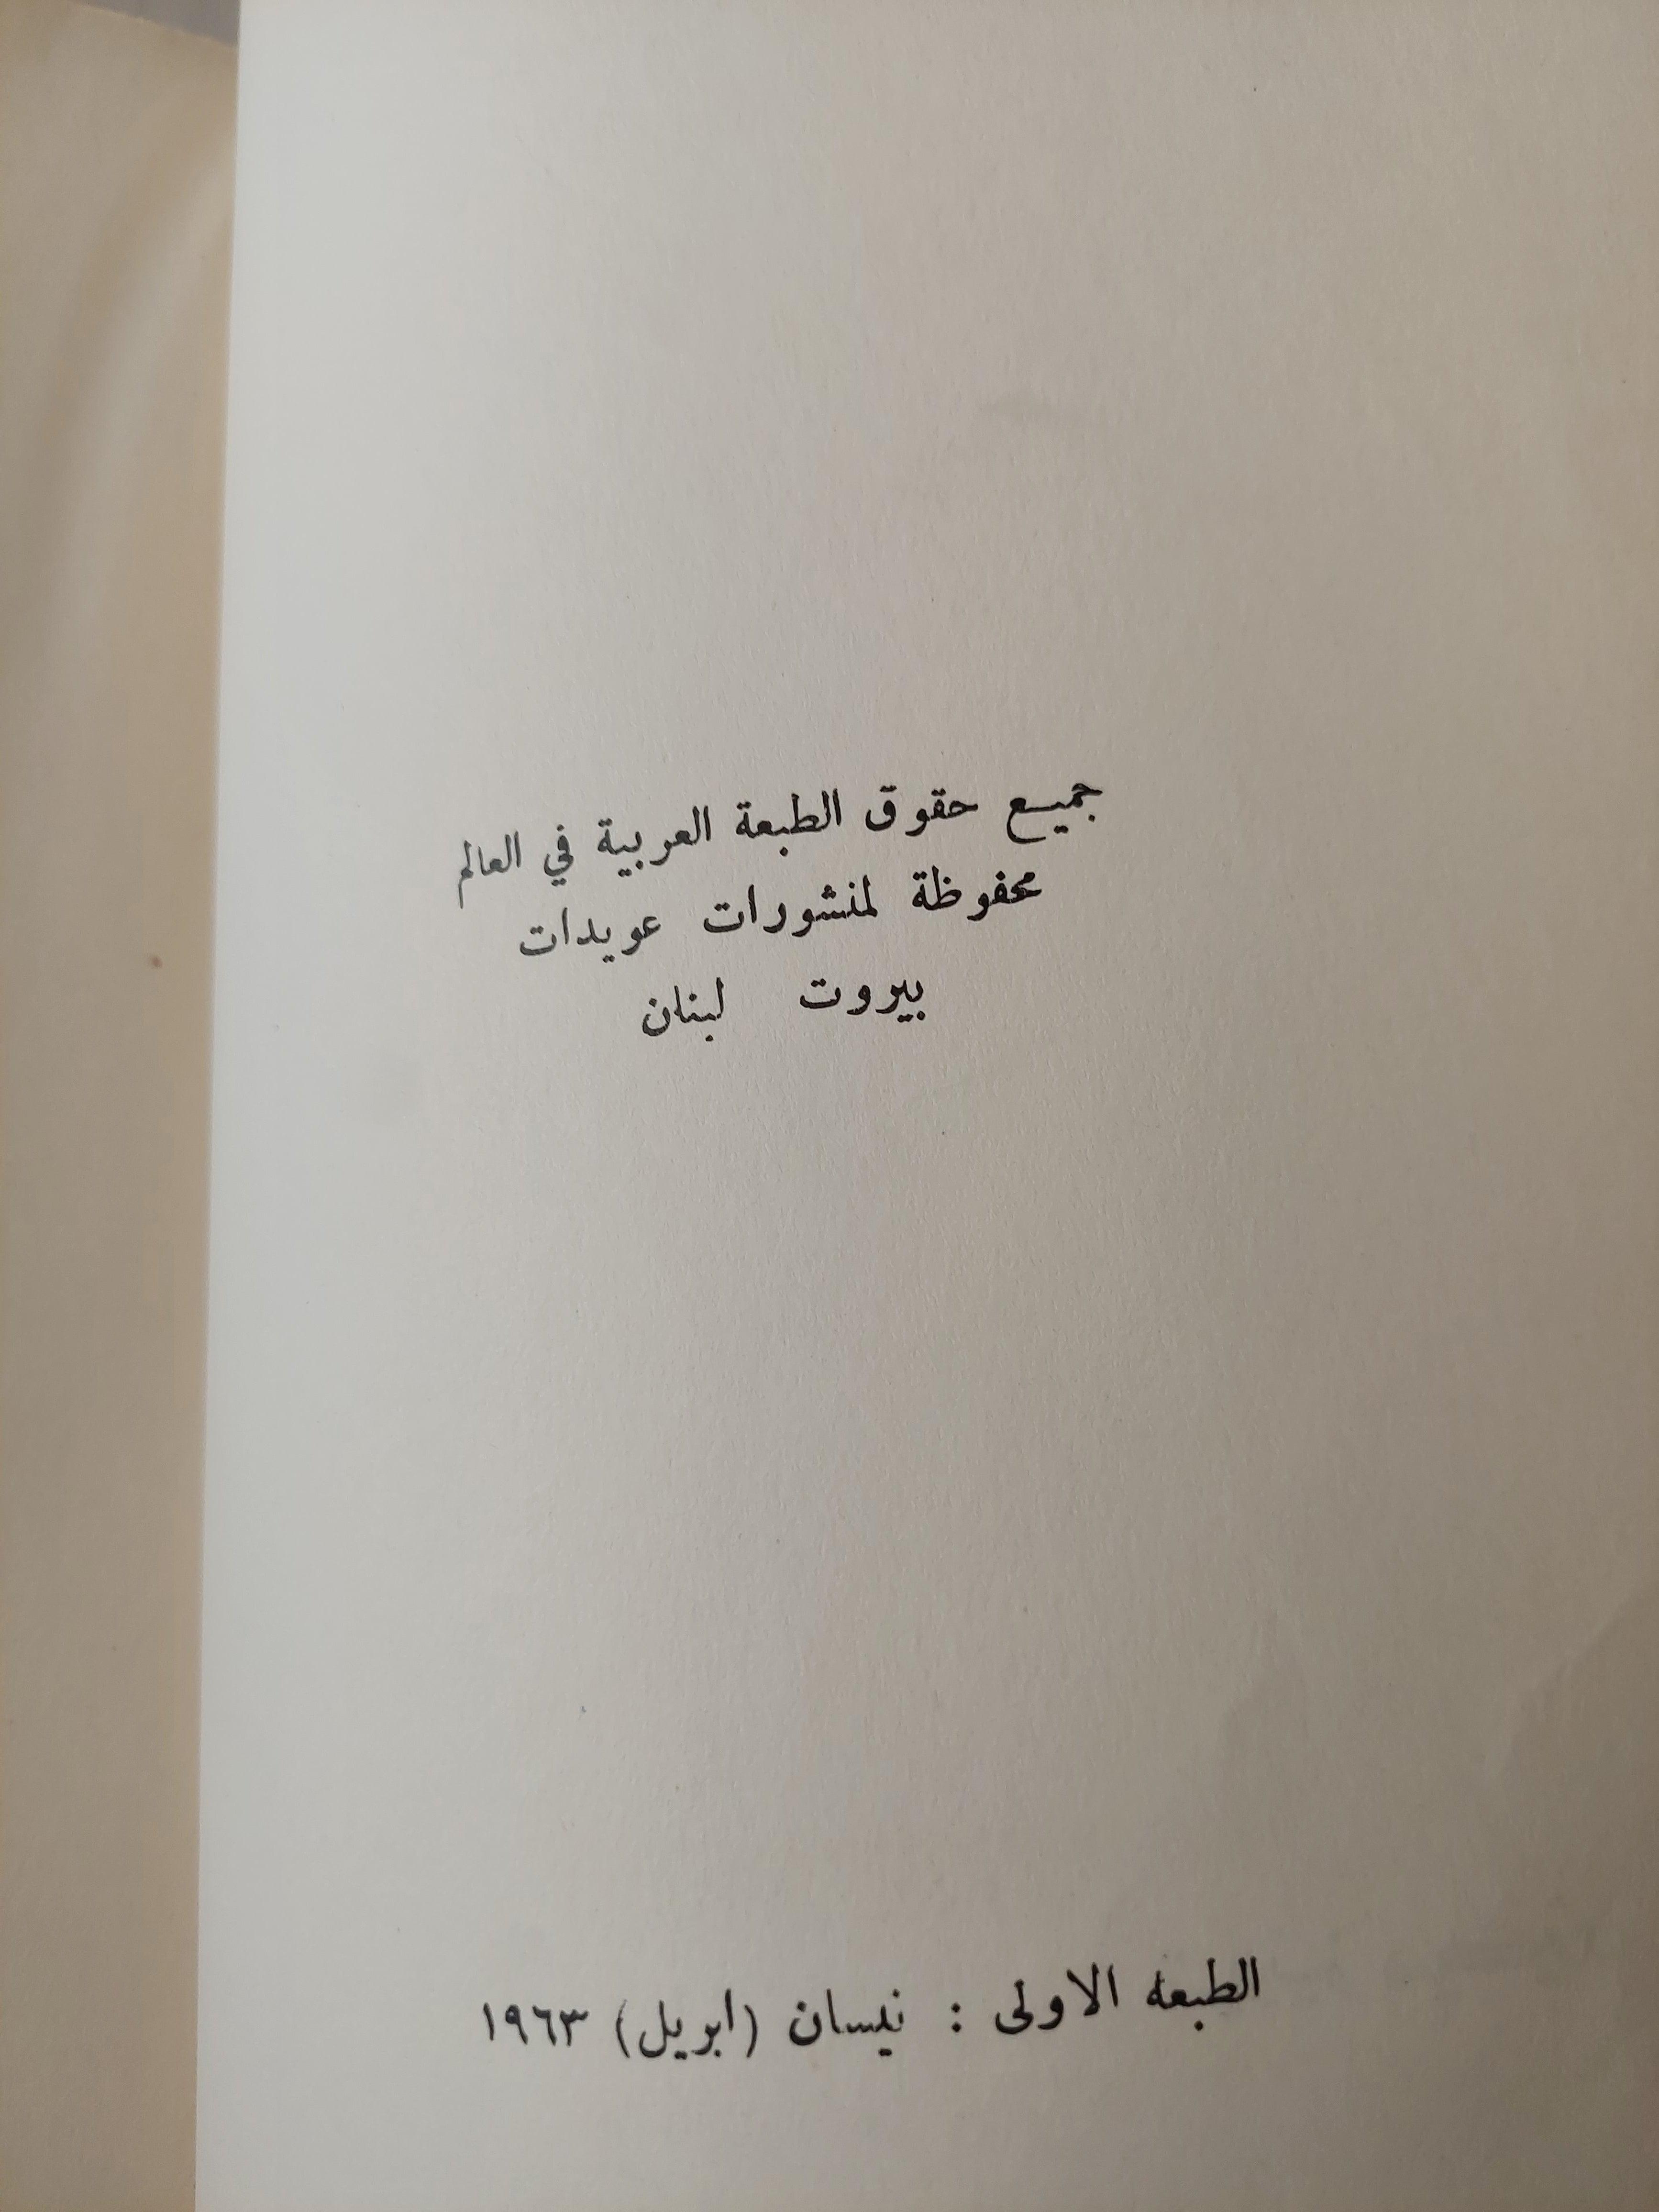 جميع حقوق الطبعة العربية في العالم
محفوظة لمنشورات عويدات
بيروت لبنان
الطبعة الاولى : نيسان (ابريل) ١٩٦٣